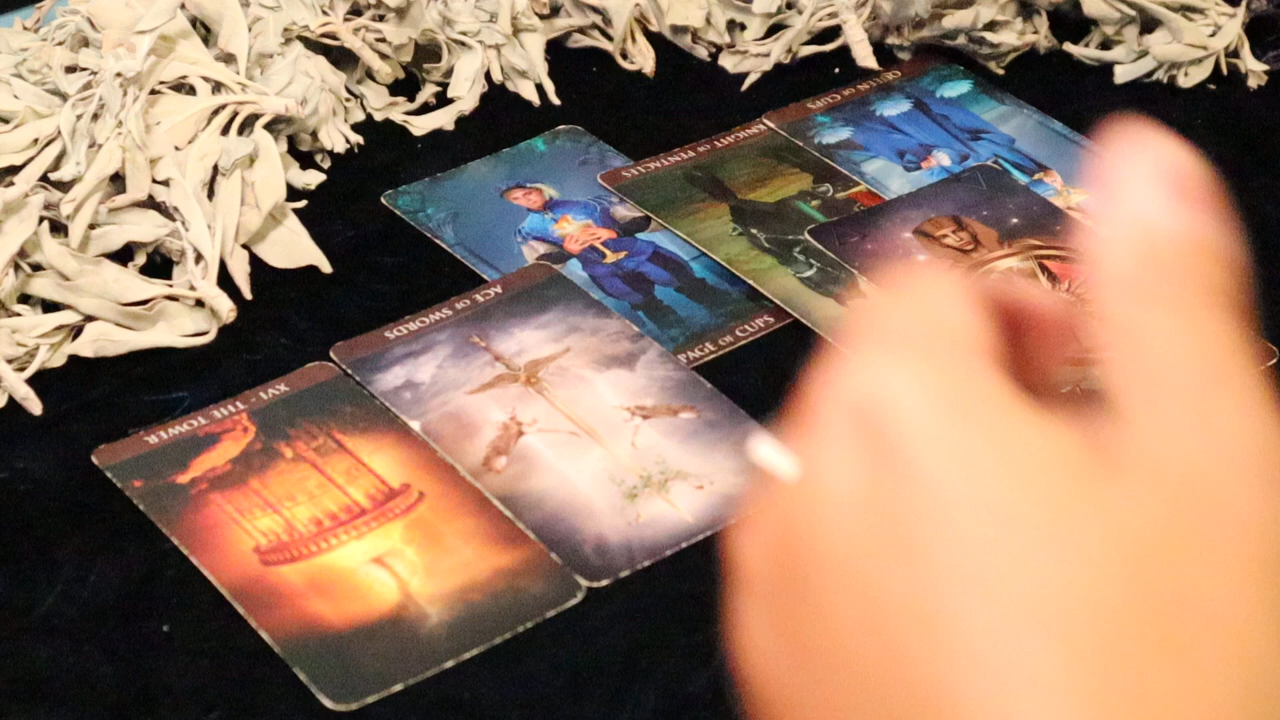 QUEEN OF CUPS
KNIGHT OF PENTACLES
PAGE OF CUPS
ACE OF SWORDS
XVI - THE TOWER